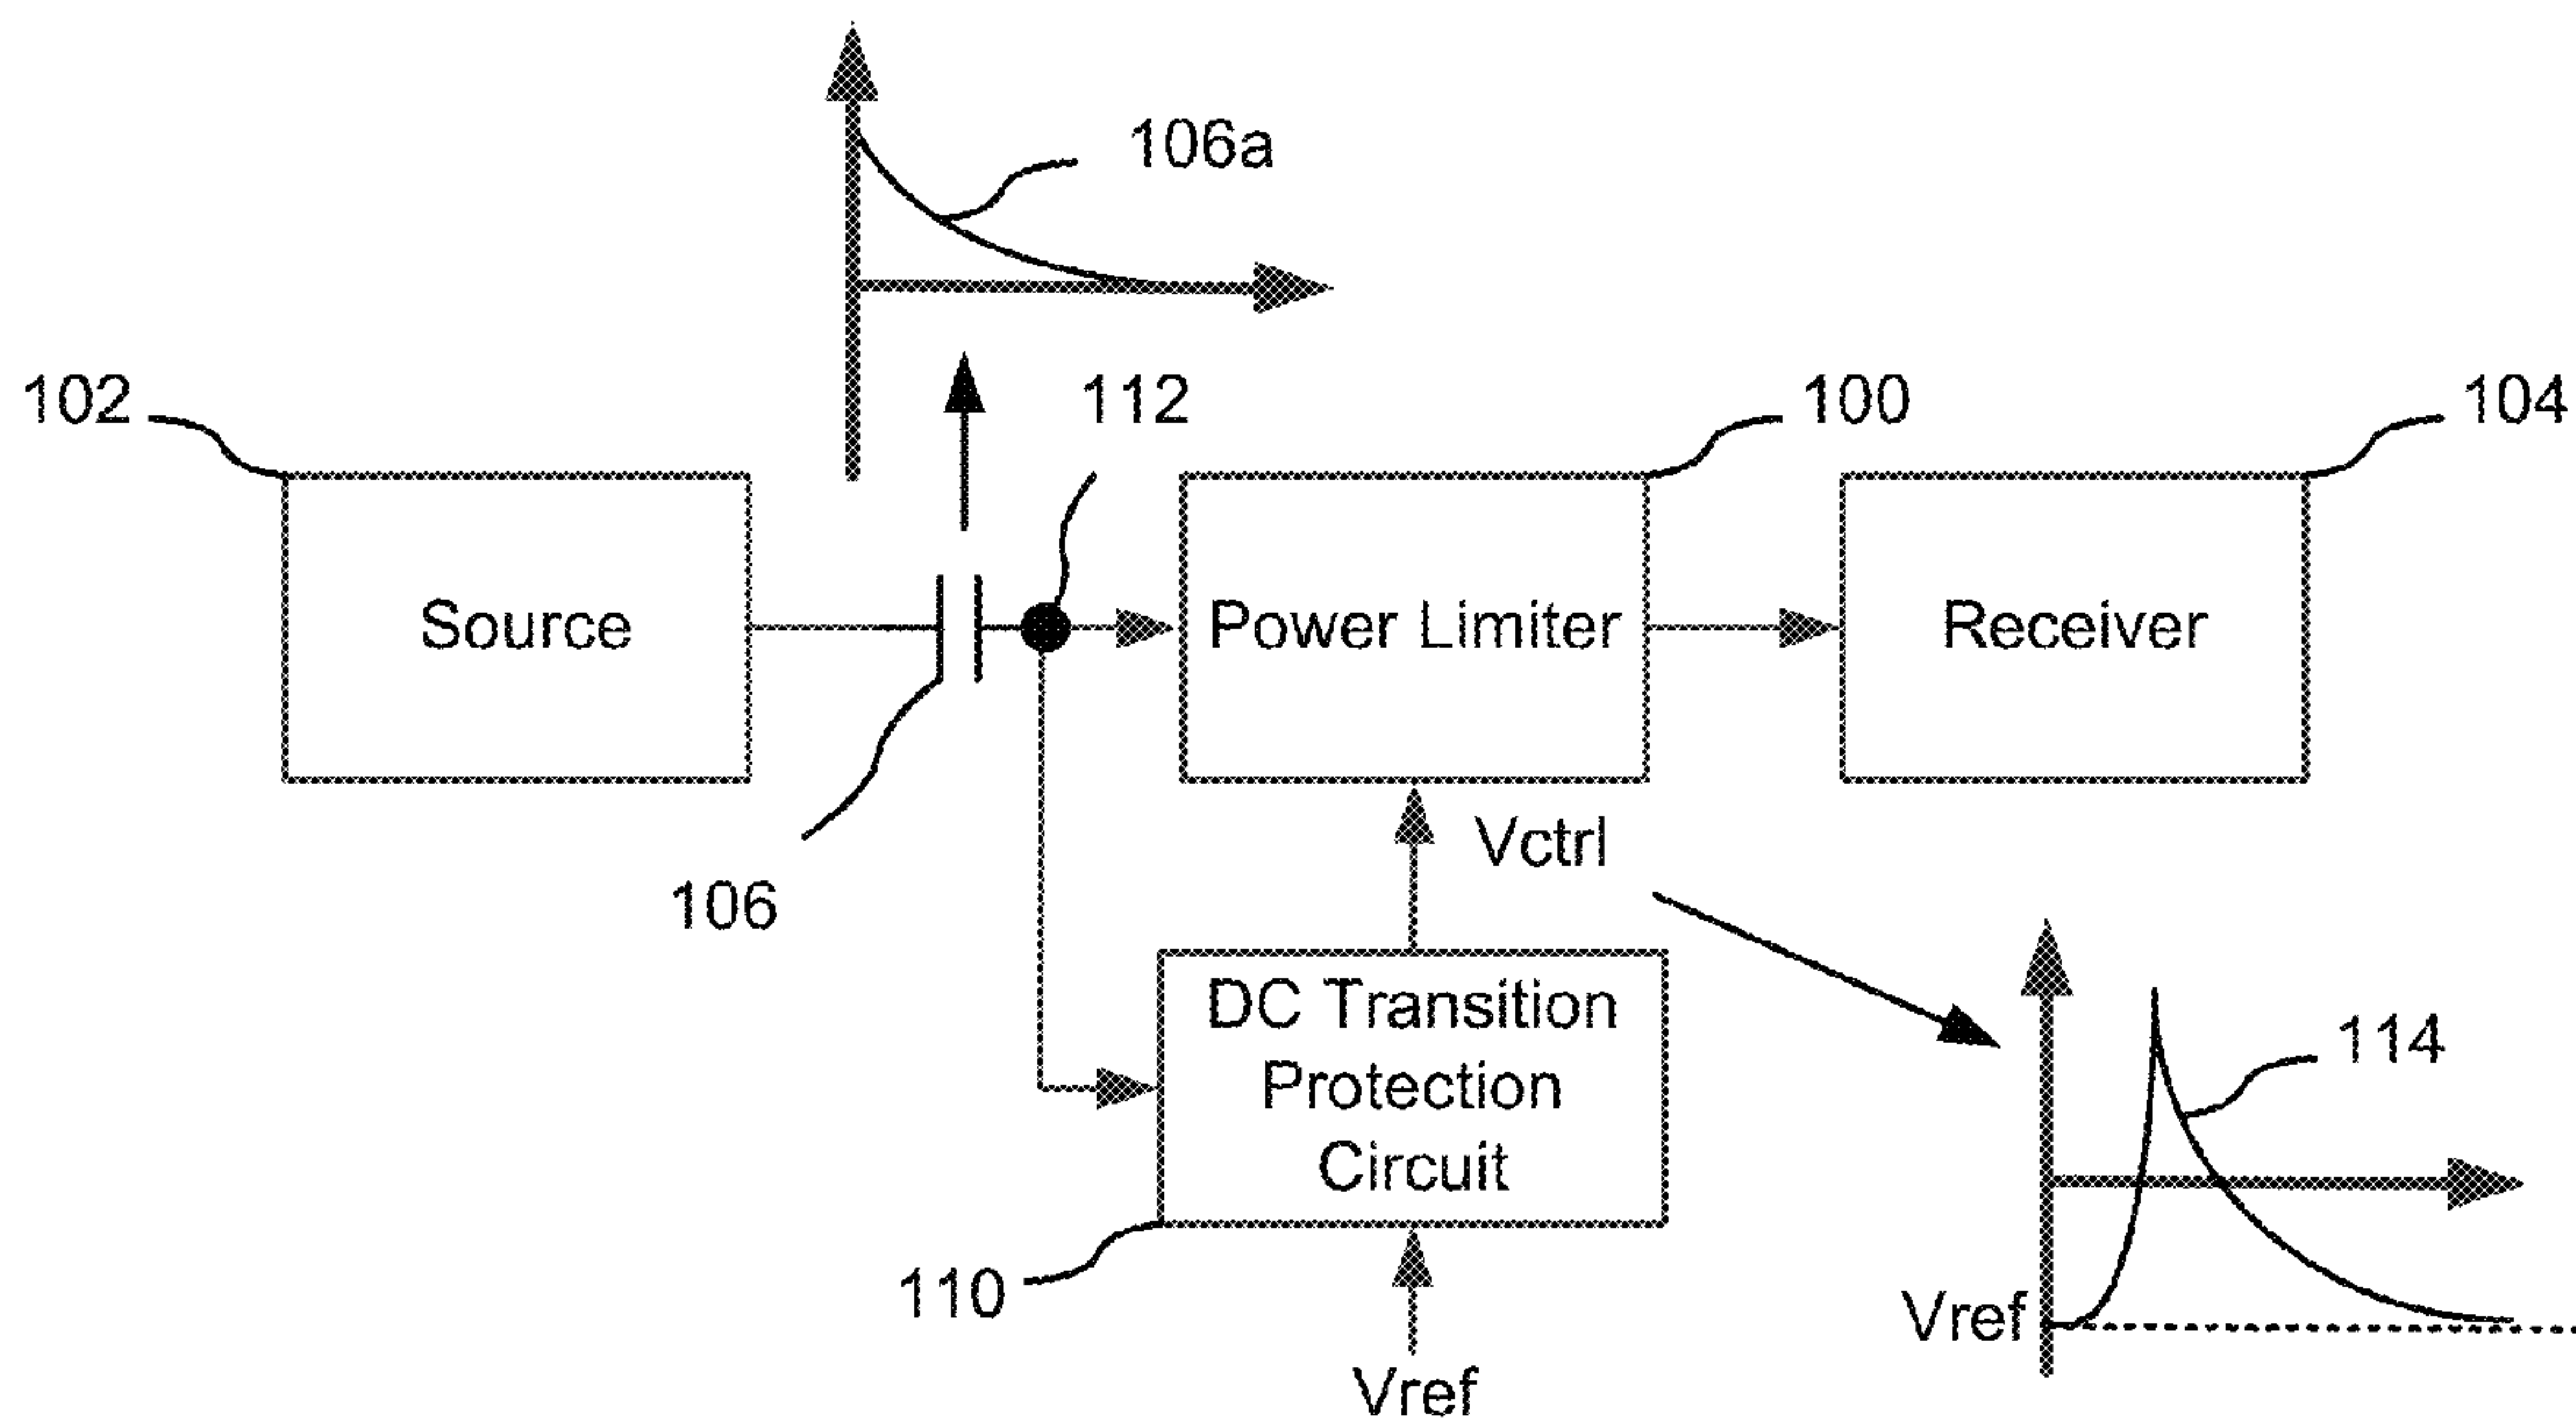 106a
102
112
100
104
Source
Power Limiter
Receiver
Vctrl
106
DC Transition
Protection
Circuit
114
110
Vref
Vref